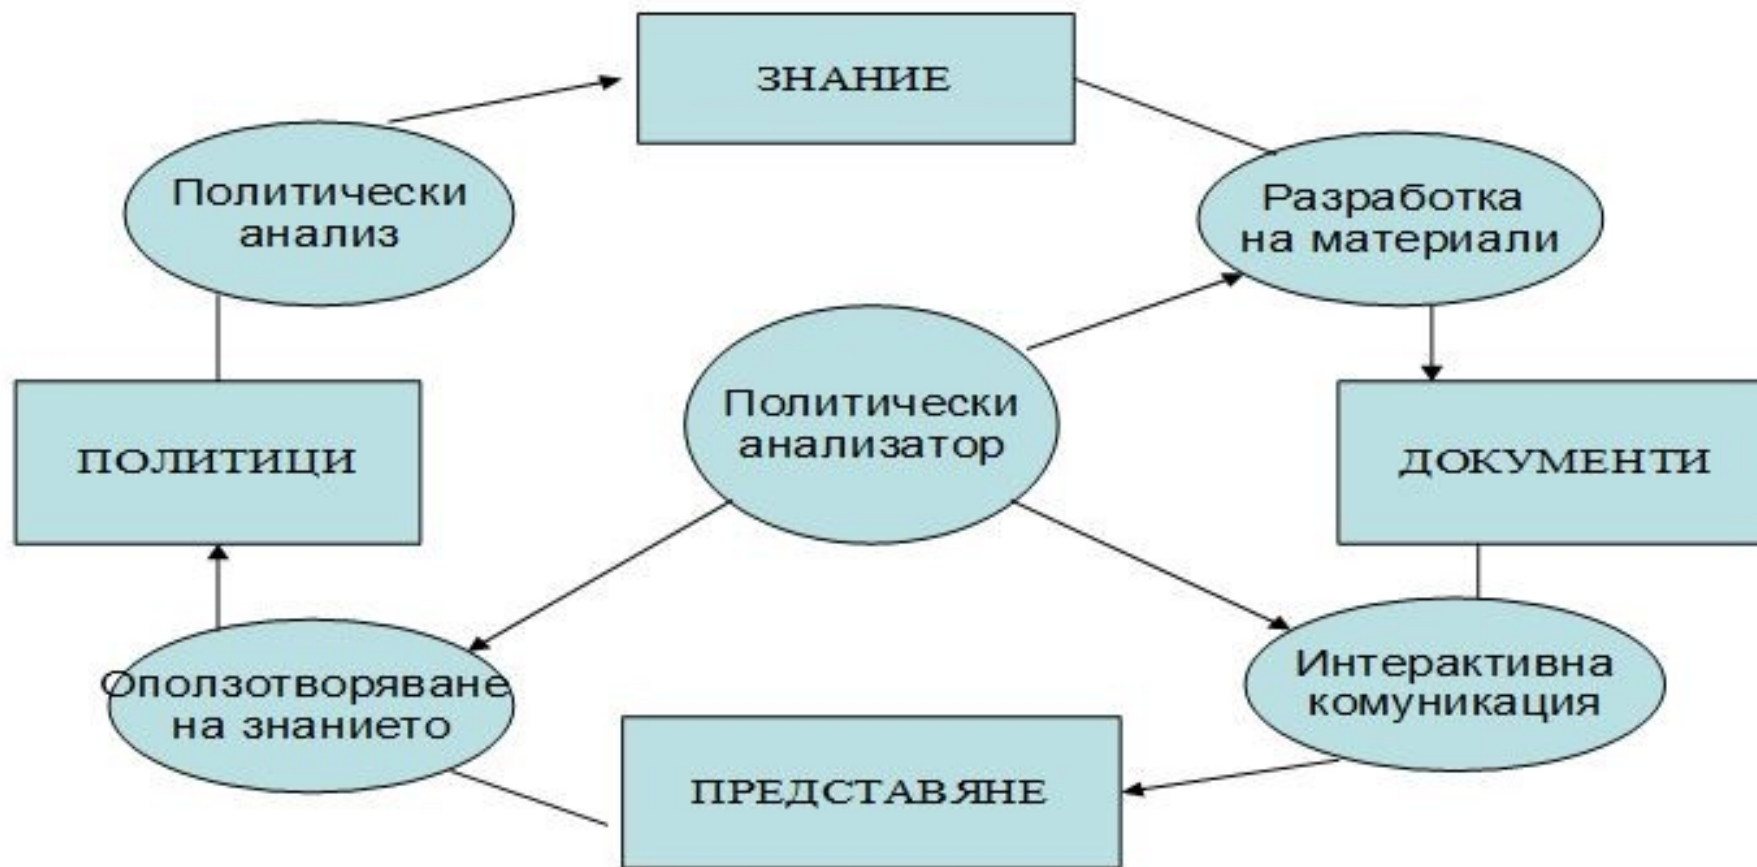 ЗНАНИЕ
Политически
анализ
Разработка
на материали
Политически
анализатор
ПОЛИТИЦИ
ДОКУМЕНТИ
Оползотворяване
на знанието
Интерактивна
комуникация
ПРЕДСТАВЯНЕ